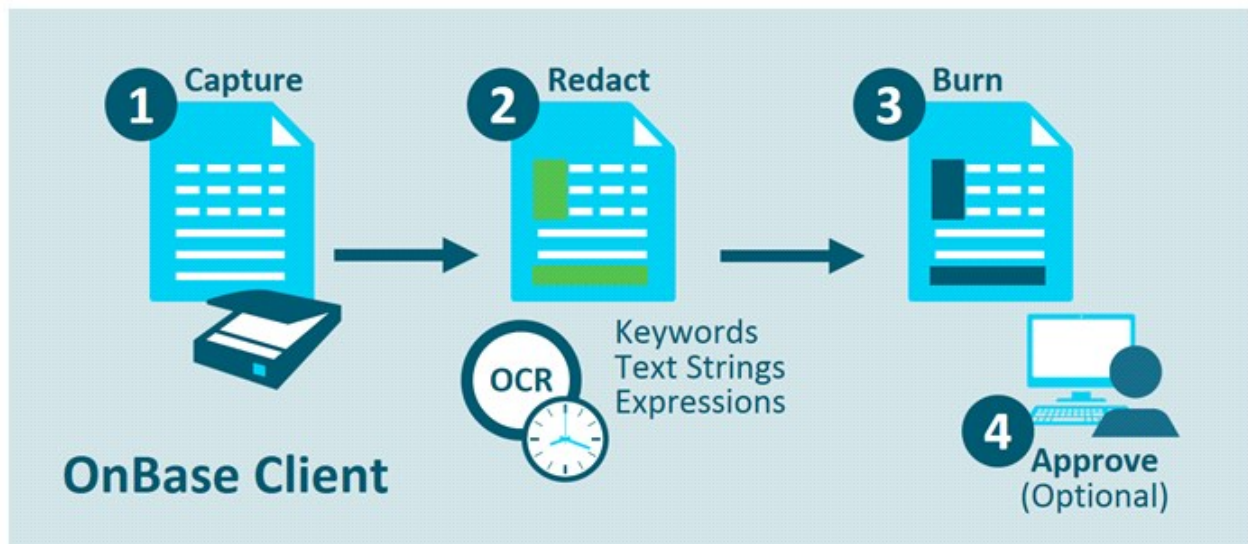 1 Capture
2 Redact
3 Burn
OCR
Keywords
Text Strings
Expressions
4
Approve
(Optional)
OnBase Client